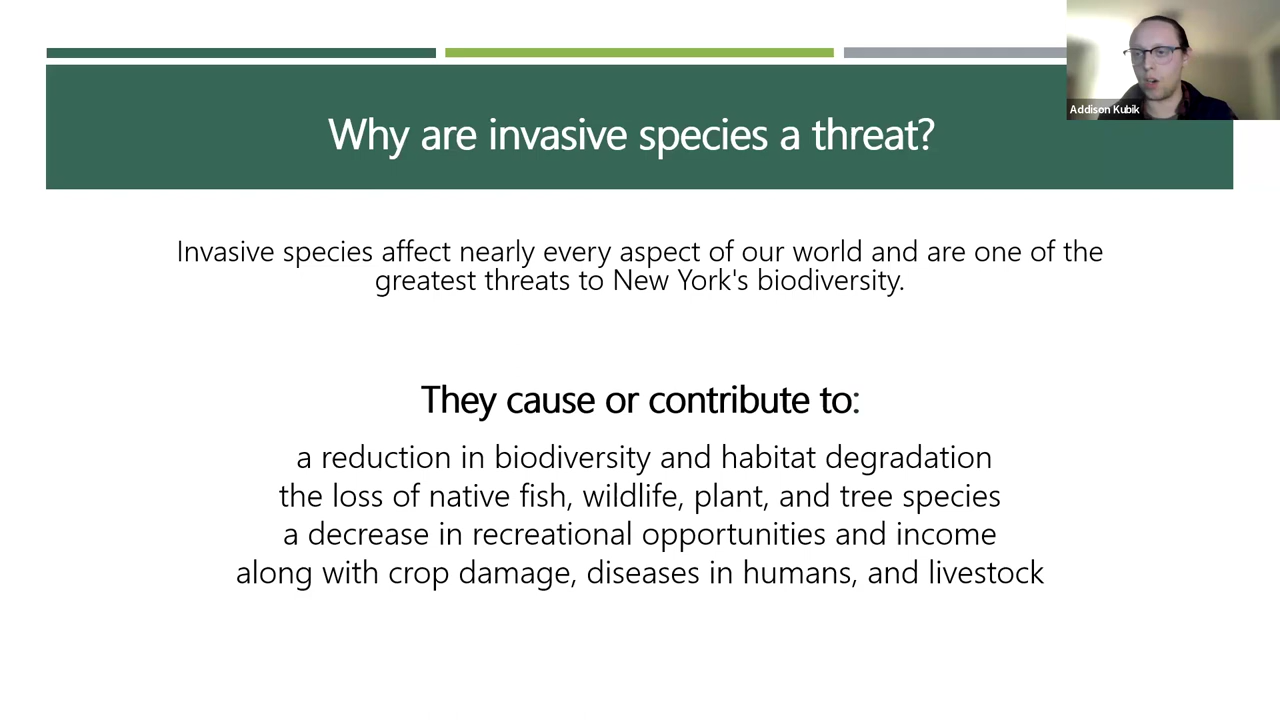 Why are invasive species a threat?
Addison Kubik
Invasive species affect nearly every aspect of our world and are one of the
greatest threats to New York's biodiversity.
They cause or contribute to:
a reduction in biodiversity and habitat degradation
the loss of native fish, wildlife, plant, and tree species
a decrease in recreational opportunities and income
along with crop damage, diseases in humans, and livestock